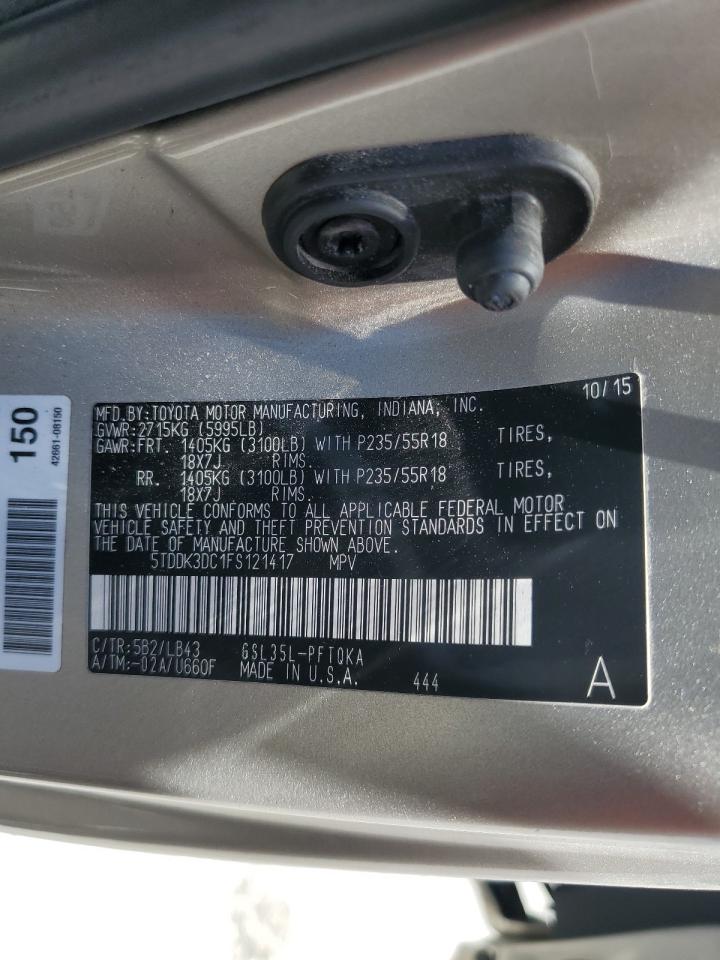 10/15
MFD.BY:TOYOTA MOTOR MANUFACTURING, INDIANA, INC.
GVWR:2715KG (5995LB)
GAWR:FRT. 1405KG (3100LB) WITH P235/55R18 TIRES,
18X7J RIMS.
RR. 1405KG (3100LB) WITH P235/55R18 TIRES,
18X7J RIMS.
THIS VEHICLE CONFORMS TO ALL APPLICABLE FEDERAL MOTOR
VEHICLE SAFETY AND THEFT PREVENTION STANDARDS IN EFFECT ON
THE DATE OF MANUFACTURE SHOWN ABOVE.
5TDDK3DC1FS121417 MPV
C/TR:5B2/LB43 GSL35L-PFTQKA
A/TM:-02A/U660F MADE IN U.S.A. 444 A
150
42661-08150